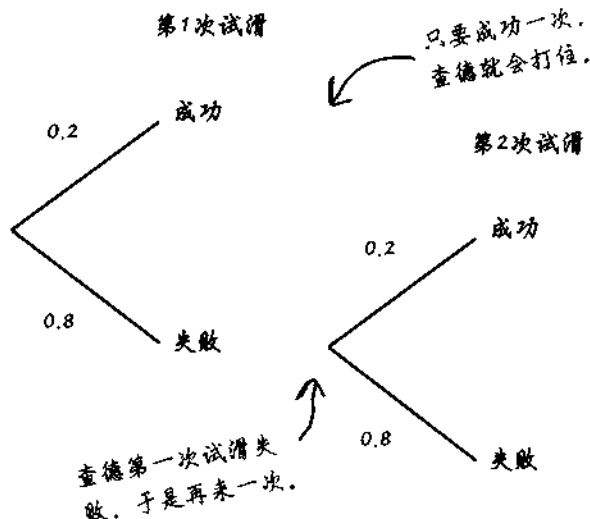 第1次试滑
只要成功一次，
查德就会打住。
0.2
成功
第2次试滑
0.2
成功
0.8
失败
0.8
失败
查德第一次试滑失
败，于是再来一次。